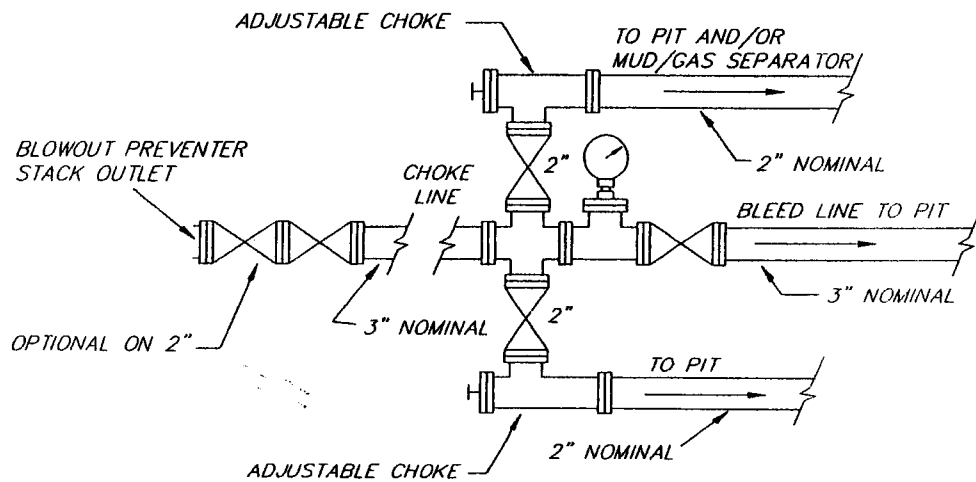 ADJUSTABLE CHOKE
TO PIT AND/OR
MUD/GAS SEPARATOR
BLOWOUT PREVENTER
STACK OUTLET
2"
2" NOMINAL
CHOKE
LINE
BLEED LINE TO PIT
3" NOMINAL
3" NOMINAL
OPTIONAL ON 2"
2"
TO PIT
2" NOMINAL
ADJUSTABLE CHOKE